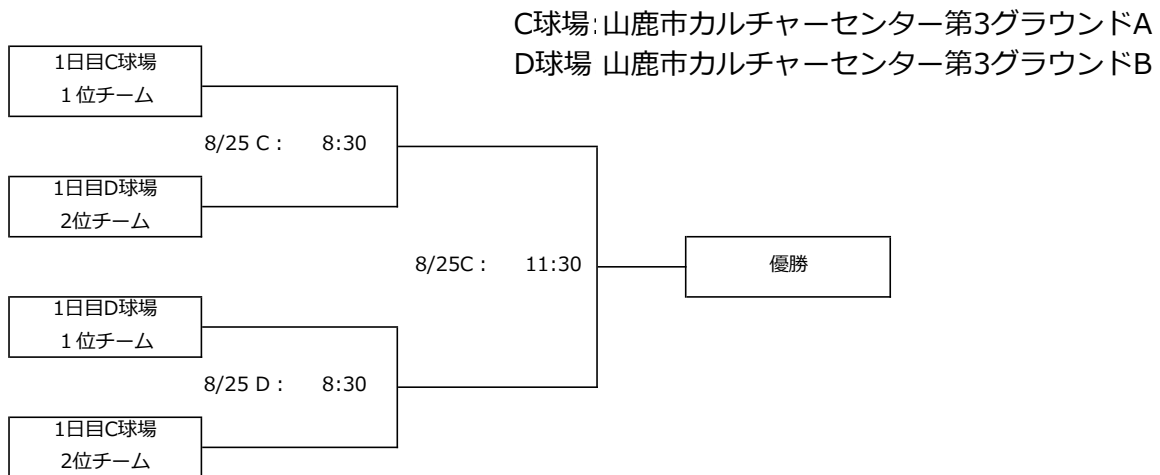 C球場:山鹿市カルチャーセンター第3グラウンドA
D球場 山鹿市カルチャーセンター第3グラウンドB
1日目C球場
１位チーム
8/25 C： 8:30
1日目D球場
2位チーム
8/25C： 11:30
優勝
1日目D球場
１位チーム
8/25 D： 8:30
1日目C球場
2位チーム